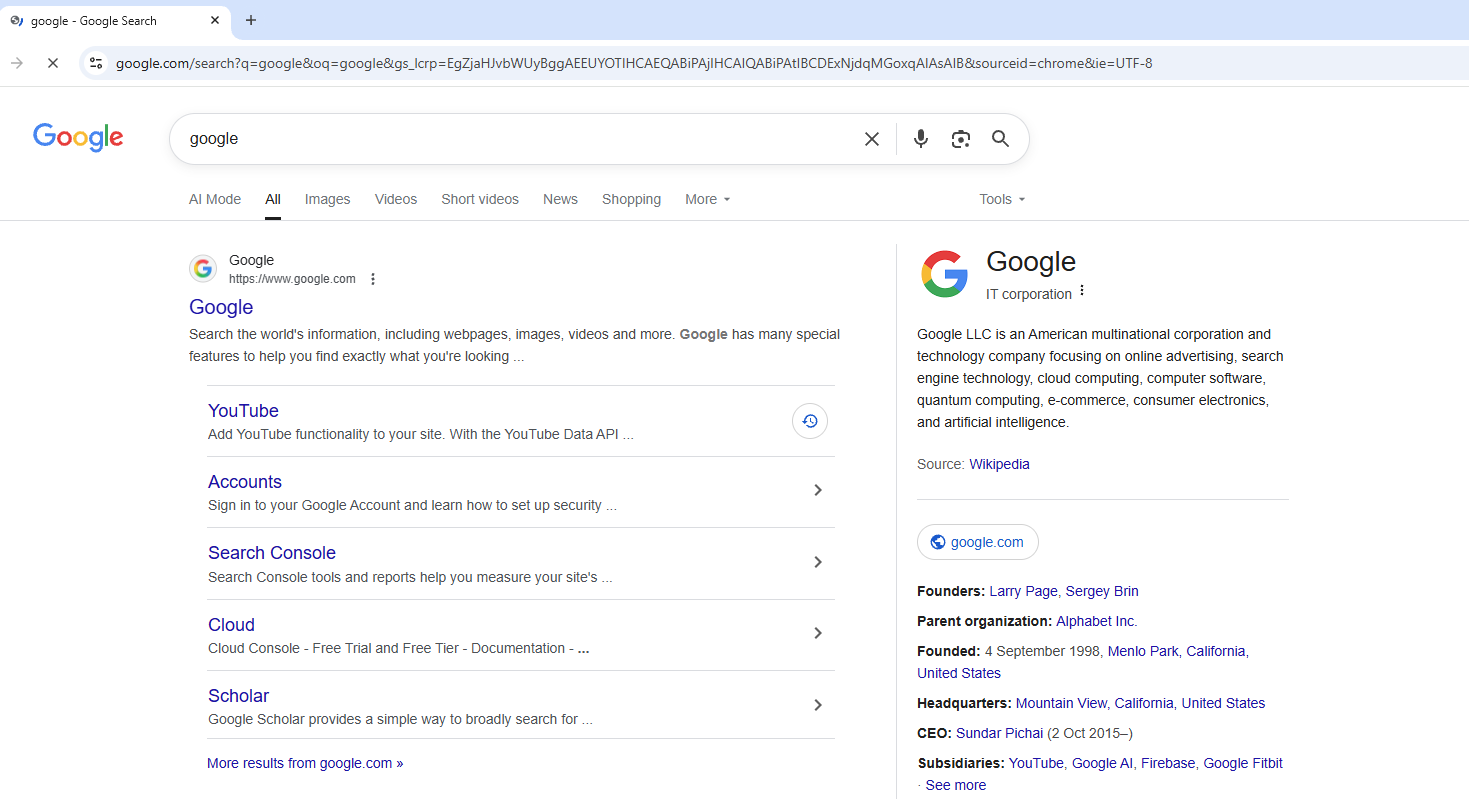 google - Google Search
google.com/search?q=google&oq=google&gs_lcrp=EgZjaHJvbWUyBggAEEUYOTIHCAEQABiPAjIHCAIQABiPAtIBCDExNjdqMGoxqAIAsAIB&sourceid=chrome&ie=UTF-8
Google
google
AI Mode
All
Images
Videos
Short videos
News
Shopping
More
Tools
Google
https://www.google.com
Google
Search the world's information, including webpages, images, videos and more. Google has many special
features to help you find exactly what you're looking ...
YouTube
Add YouTube functionality to your site. With the YouTube Data API ...
Accounts
Sign in to your Google Account and learn how to set up security ...
Search Console
Search Console tools and reports help you measure your site's ...
Cloud
Cloud Console - Free Trial and Free Tier - Documentation - ...
Scholar
Google Scholar provides a simple way to broadly search for ...
More results from google.com »
Google
IT corporation
Google LLC is an American multinational corporation and
technology company focusing on online advertising, search
engine technology, cloud computing, computer software,
quantum computing, e-commerce, consumer electronics,
and artificial intelligence.
Source: Wikipedia
google.com
Founders: Larry Page, Sergey Brin
Parent organization: Alphabet Inc.
Founded: 4 September 1998, Menlo Park, California,
United States
Headquarters: Mountain View, California, United States
CEO: Sundar Pichai (2 Oct 2015–)
Subsidiaries: YouTube, Google AI, Firebase, Google Fitbit
· See more